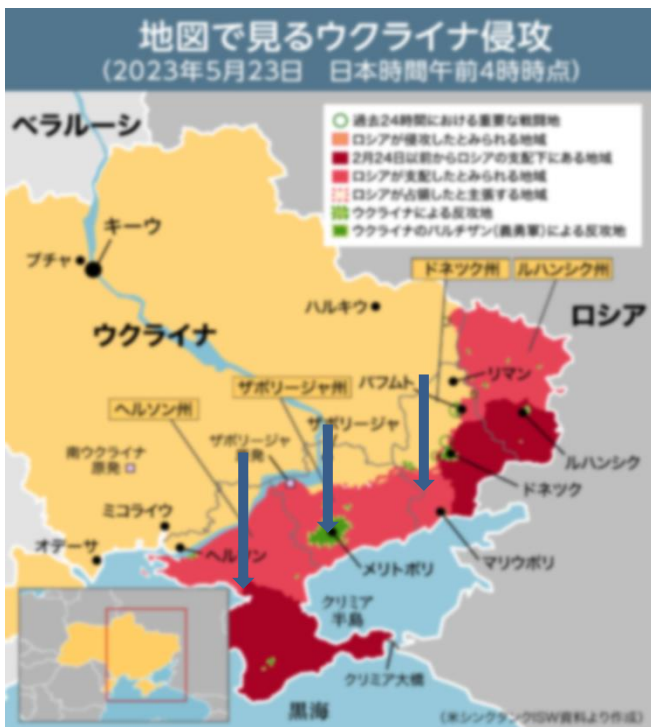 地図で見るウクライナ侵攻
(2023年5月23日 日本時間午前4時時点)
ベラルーシ
過去24時間における重要な戦闘地
ロシアが侵攻したとみられる地域
2月24日以前からロシアの支配下にある地域
ロシアが支配したとみられる地域
ロシアが占領したと主張する地域
ウクライナによる反攻地
ウクライナのパルチザン(義勇軍)による反攻地
キーウ
ブチャ
ドネツク州
ルハンシク州
ハルキウ
ロシア
ウクライナ
リマン
バフムト
ザポリージャ州
ヘルソン州
ザポリージャ
ザポリージャ
原発
南ウクライナ
原発
ルハンシク
ドネツク
ミコライウ
オデーサ
ヘルソン
メリトポリ
マリウポリ
クリミア
半島
クリミア大橋
黒海
(米シンクタンクISW資料より作成)